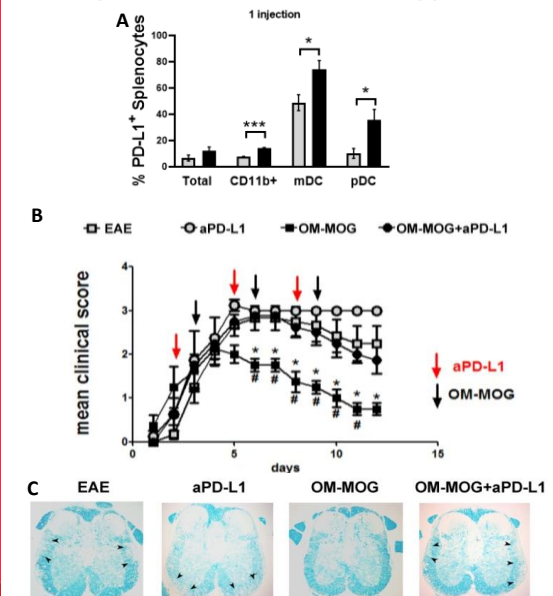 A
1 injection
% PD-L1+ Splenocytes
100
80
60
40
20
0
***
*
*
Total CD11b+ mDC pDC
B
EAE aPD-L1 OM-MOG OM-MOG+aPD-L1
mean clinical score
4
3
2
1
0
* * * * * * *
# # # # # #
0 5 10 15
days
aPD-L1
OM-MOG
C
EAE aPD-L1 OM-MOG OM-MOG+aPD-L1